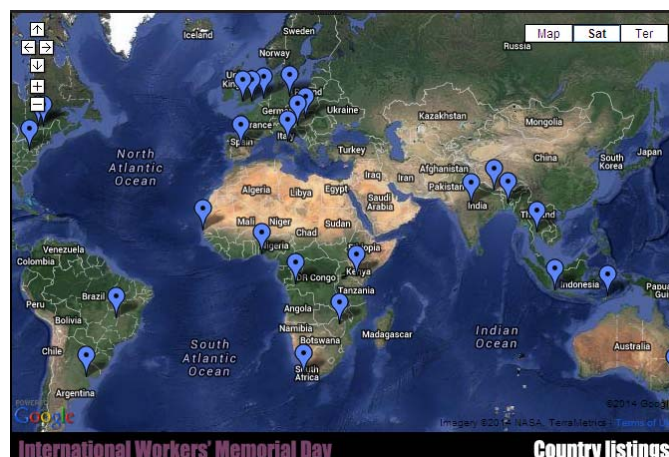 Iceland
Sweden
Norway
Russia
Map
Sat
Ter
Ukraine
France
Spain
Italy
Kazakhstan
Mongolia
Turkey
China
South
Korea
Japan
Afghanistan
Iraq
Iran
Pakistan
North
Atlantic
Ocean
Algeria
Libya
Egypt
Saudi
Arabia
India
Mali
Niger
Chad
Sudan
Nigeria
Ethiopia
Venezuela
Colombia
DR Congo
Kenya
Indonesia
Tanzania
Peru
Brazil
Angola
Bolivia
Namibia
Botswana
Madagascar
Indian
Ocean
Chile
South
Atlantic
Ocean
South
Africa
Australia
Argentina
POWERED
Google
©2014 Google
Imagery ©2014 NASA, TerraMetrics
International Workers' Memorial Day
Country listings